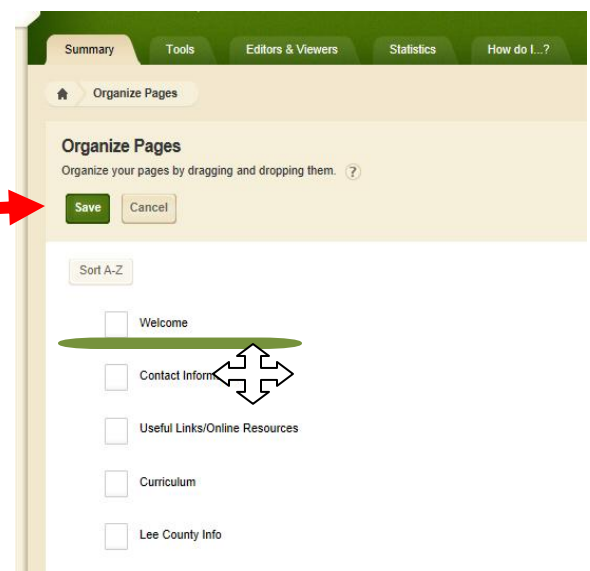 Summary Tools Editors & Viewers Statistics How do I...?
Organize Pages
Organize Pages
Organize your pages by dragging and dropping them. ?
Save Cancel
Sort A-Z
Welcome
Contact
Useful Links/Online Resources
Curriculum
Lee County Info